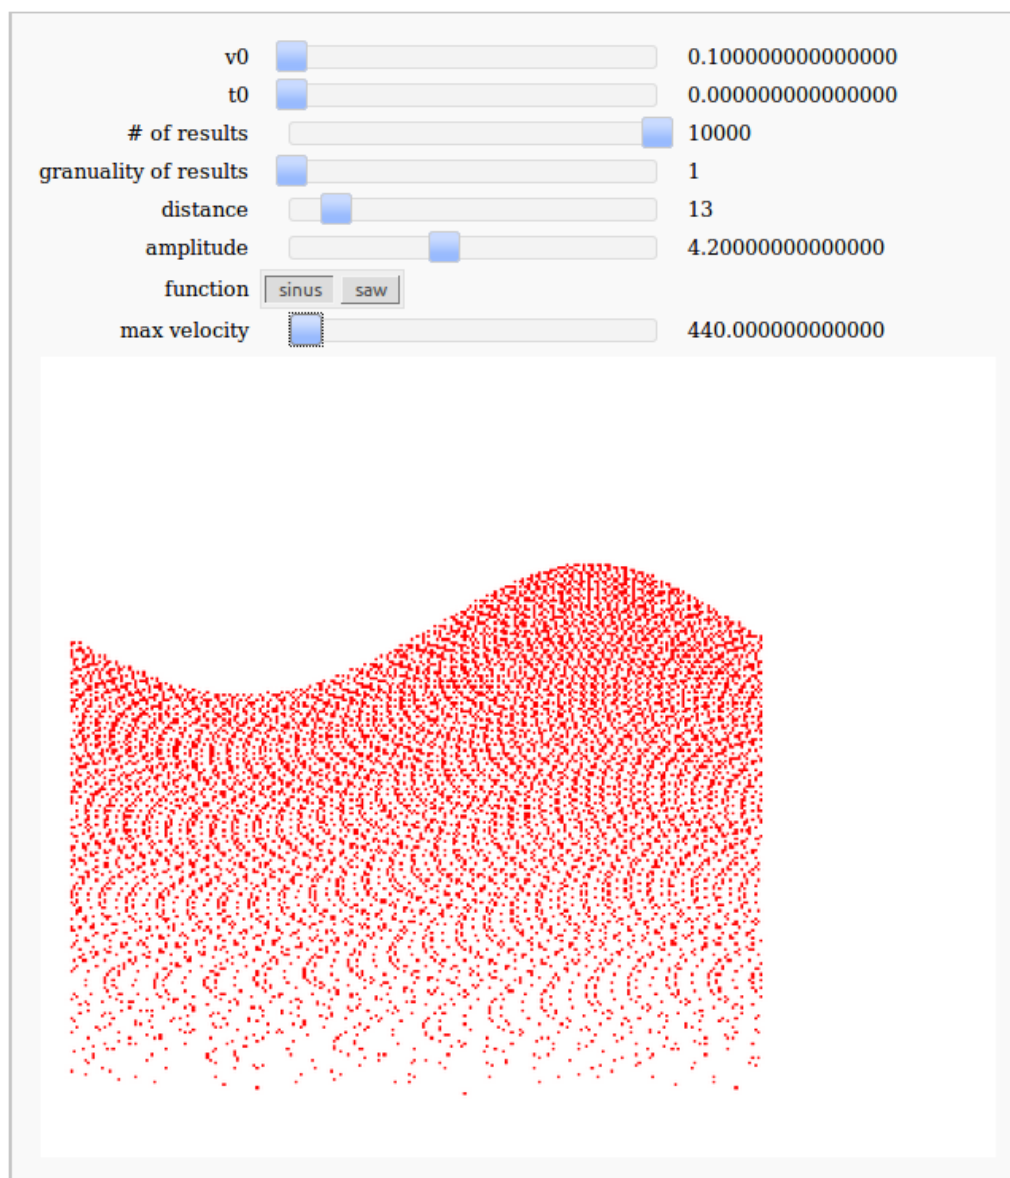 v0 0.100000000000000
t0 0.000000000000000
# of results 10000
granuality of results 1
distance 13
amplitude 4.20000000000000
function sinus saw
max velocity 440.000000000000